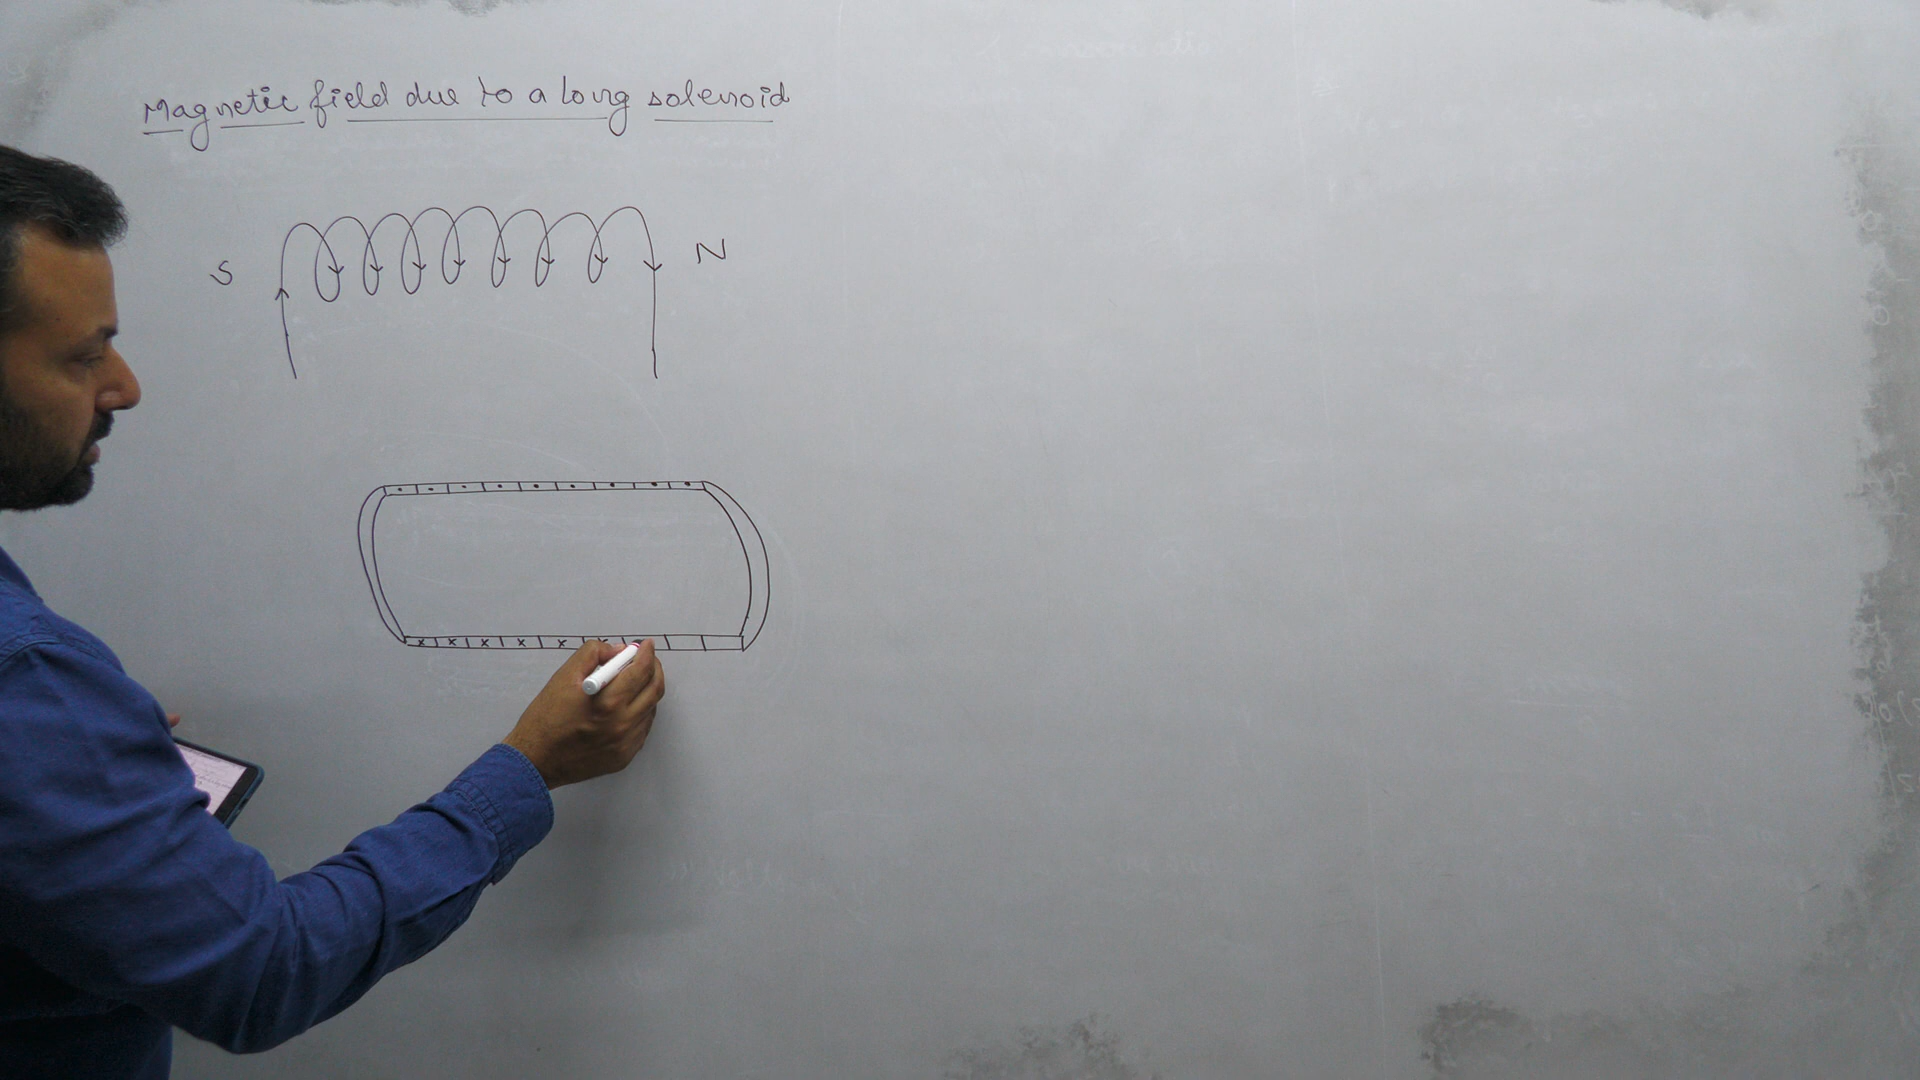 Magnetic field due to a long solenoid
S N
. . . . . . . . .
x x x x x x